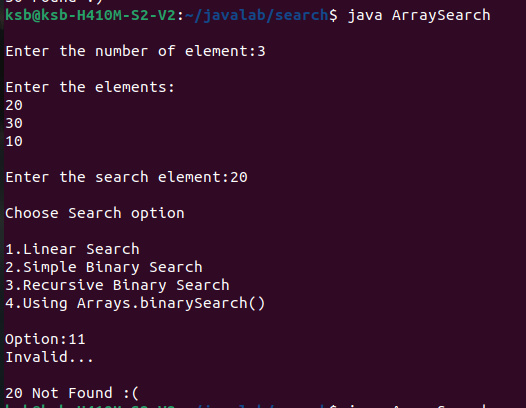 ksb@ksb-H410M-S2-V2:~/javalab/search$ java ArraySearch
Enter the number of element:3
Enter the elements:
20
30
10
Enter the search element:20
Choose Search option
1.Linear Search
2.Simple Binary Search
3.Recursive Binary Search
4.Using Arrays.binarySearch()
Option:11
Invalid...
20 Not Found :(